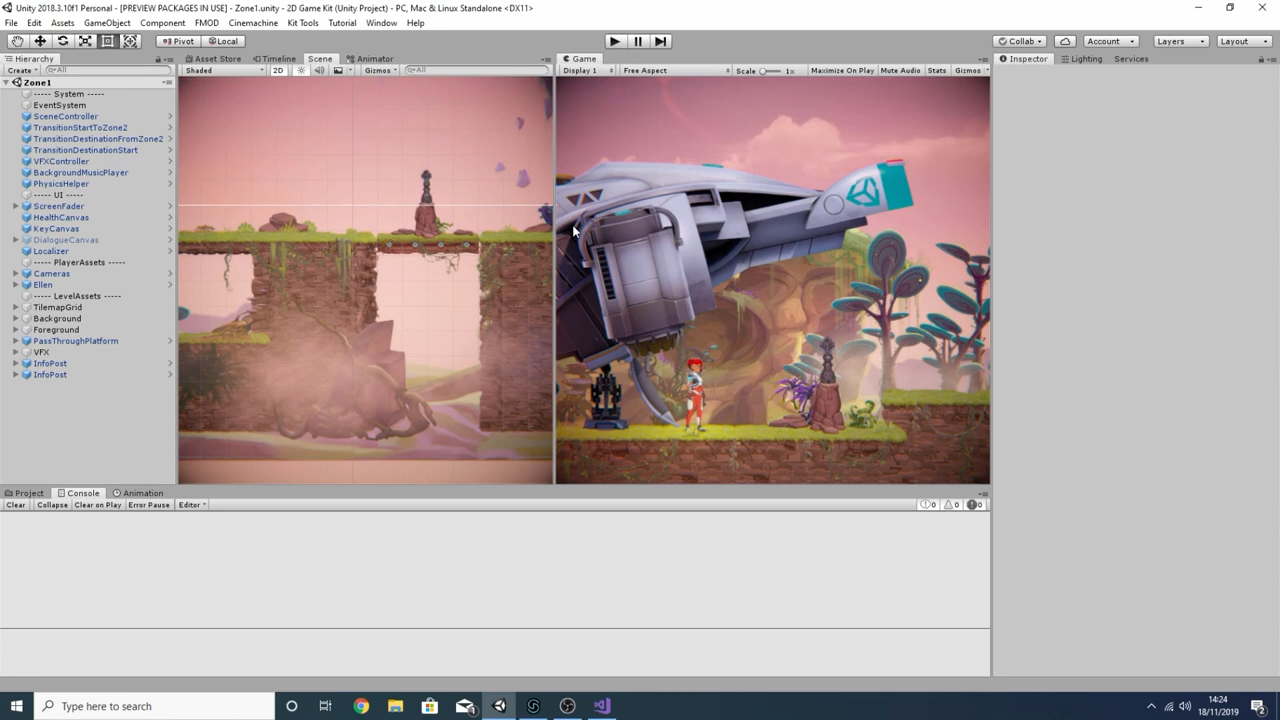 Unity 2018.3.10f1 Personal - [PREVIEW PACKAGES IN USE] - Zone1.unity - 2D Game Kit (Unity Project) - PC, Mac & Linux Standalone <DX11>
File Edit Assets GameObject Component FMOD Cinemachine Kit Tools Tutorial Window Help
Pivot Local Collab Account Layers Layout
Hierarchy Asset Store Timeline Scene Animator Game Inspector Lighting Services
Create All Shaded 2D Gizmos All Display 1 Free Aspect Scale 1x Maximize On Play Mute Audio Stats Gizmos
Zone1
----- System -----
EventSystem
SceneController
TransitionStartToZone2
TransitionDestinationFromZone2
TransitionDestinationStart
VFXController
BackgroundMusicPlayer
PhysicsHelper
----- UI -----
ScreenFader
HealthCanvas
KeyCanvas
DialogueCanvas
Localizer
----- PlayerAssets -----
Cameras
Ellen
----- LevelAssets -----
TilemapGrid
Background
Foreground
PassThroughPlatform
VFX
InfoPost
InfoPost
Project Console Animation
Clear Collapse Clear on Play Error Pause Editor 0 0 0
Type here to search
14:24
18/11/2019
2